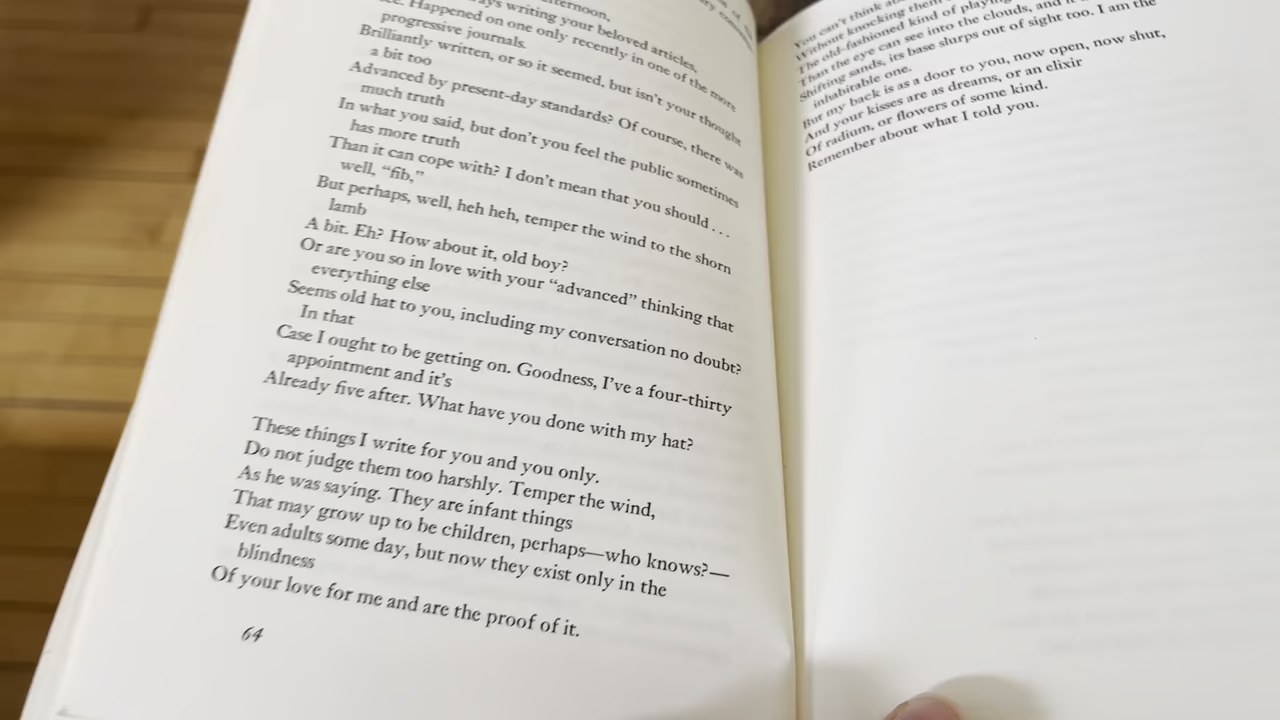 afternoon,
writing your beloved articles,
Happened on one only recently in one of the more
progressive journals.
Brilliantly written, or so it seemed, but isn't your thought
a bit too
Advanced by present-day standards? Of course, there was
much truth
In what you said, but don't you feel the public sometimes
has more truth
Than it can cope with? I don't mean that you should . . .
well, “fib,”
But perhaps, well, heh heh, temper the wind to the shorn
lamb
A bit. Eh? How about it, old boy?
Or are you so in love with your “advanced” thinking that
everything else
Seems old hat to you, including my conversation no doubt?
In that
Case I ought to be getting on. Goodness, I've a four-thirty
appointment and it's
Already five after. What have you done with my hat?
These things I write for you and you only.
Do not judge them too harshly. Temper the wind,
As he was saying. They are infant things
That may grow up to be children, perhaps—who knows?—
Even adults some day, but now they exist only in the
blindness
Of your love for me and are the proof of it.
64
You can't think
Without knocking them
The old-fashioned kind of playing
Than the eye can see into the clouds, and it
Shifting sands, its base slurps out of sight too. I am the
inhabitable one.
But my back is as a door to you, now open, now shut,
And your kisses are as dreams, or an elixir
Of radium, or flowers of some kind.
Remember about what I told you.